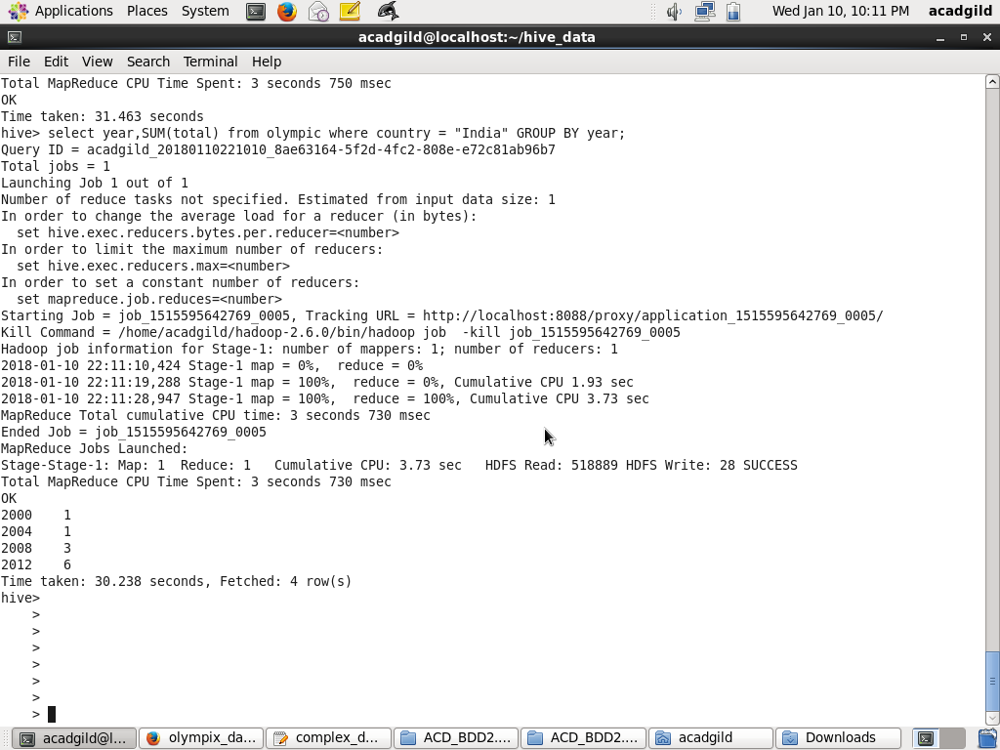 Applications Places System Wed Jan 10, 10:11 PM acadgild
acadgild@localhost:~/hive_data
File Edit View Search Terminal Help
Total MapReduce CPU Time Spent: 3 seconds 750 msec
OK
Time taken: 31.463 seconds
hive> select year,SUM(total) from olympic where country = "India" GROUP BY year;
Query ID = acadgild_20180110221010_8ae63164-5f2d-4fc2-808e-e72c81ab96b7
Total jobs = 1
Launching Job 1 out of 1
Number of reduce tasks not specified. Estimated from input data size: 1
In order to change the average load for a reducer (in bytes):
  set hive.exec.reducers.bytes.per.reducer=<number>
In order to limit the maximum number of reducers:
  set hive.exec.reducers.max=<number>
In order to set a constant number of reducers:
  set mapreduce.job.reduces=<number>
Starting Job = job_1515595642769_0005, Tracking URL = http://localhost:8088/proxy/application_1515595642769_0005/
Kill Command = /home/acadgild/hadoop-2.6.0/bin/hadoop job  -kill job_1515595642769_0005
Hadoop job information for Stage-1: number of mappers: 1; number of reducers: 1
2018-01-10 22:11:10,424 Stage-1 map = 0%,  reduce = 0%
2018-01-10 22:11:19,288 Stage-1 map = 100%,  reduce = 0%, Cumulative CPU 1.93 sec
2018-01-10 22:11:28,947 Stage-1 map = 100%,  reduce = 100%, Cumulative CPU 3.73 sec
MapReduce Total cumulative CPU time: 3 seconds 730 msec
Ended Job = job_1515595642769_0005
MapReduce Jobs Launched:
Stage-Stage-1: Map: 1  Reduce: 1   Cumulative CPU: 3.73 sec   HDFS Read: 518889 HDFS Write: 28 SUCCESS
Total MapReduce CPU Time Spent: 3 seconds 730 msec
OK
2000    1
2004    1
2008    3
2012    6
Time taken: 30.238 seconds, Fetched: 4 row(s)
hive>
    >
    >
    >
    >
    >
    >
    >
acadgild@l... olympix_da... complex_d... ACD_BDD2.... ACD_BDD2.... acadgild Downloads